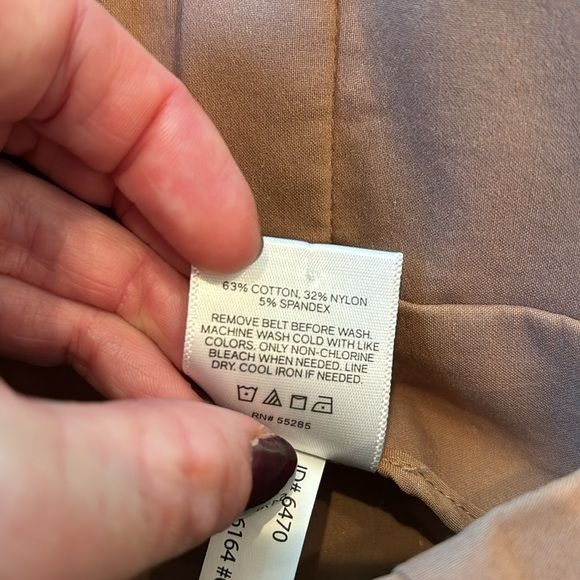 63% COTTON, 32% NYLON
5% SPANDEX
REMOVE BELT BEFORE WASH.
MACHINE WASH COLD WITH LIKE
COLORS. ONLY NON-CHLORINE
BLEACH WHEN NEEDED. LINE
DRY. COOL IRON IF NEEDED.
RN# 55285
ID#6470